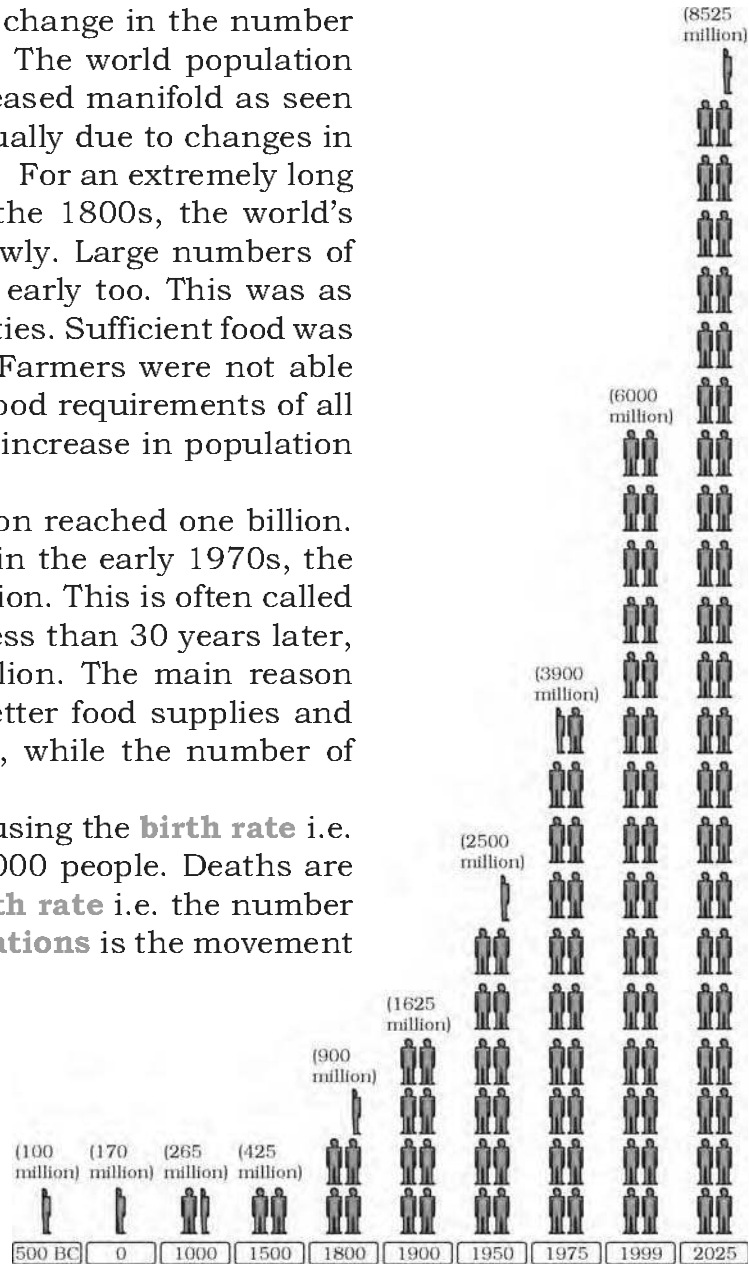 change in the number
The world population
eased manifold as seen
ually due to changes in
For an extremely long
the 1800s, the world's
wly. Large numbers of
early too. This was as
ties. Sufficient food was
Farmers were not able
ood requirements of all
increase in population
on reached one billion.
in the early 1970s, the
ion. This is often called
ess than 30 years later,
lion. The main reason
etter food supplies and
, while the number of
using the birth rate i.e.
000 people. Deaths are
th rate i.e. the number
ations is the movement
(100
million)
(170
million)
(265
million)
(425
million)
(900
million)
(1625
million)
(2500
million)
(3900
million)
(6000
million)
(8525
million)
500 BC
0
1000
1500
1800
1900
1950
1975
1999
2025